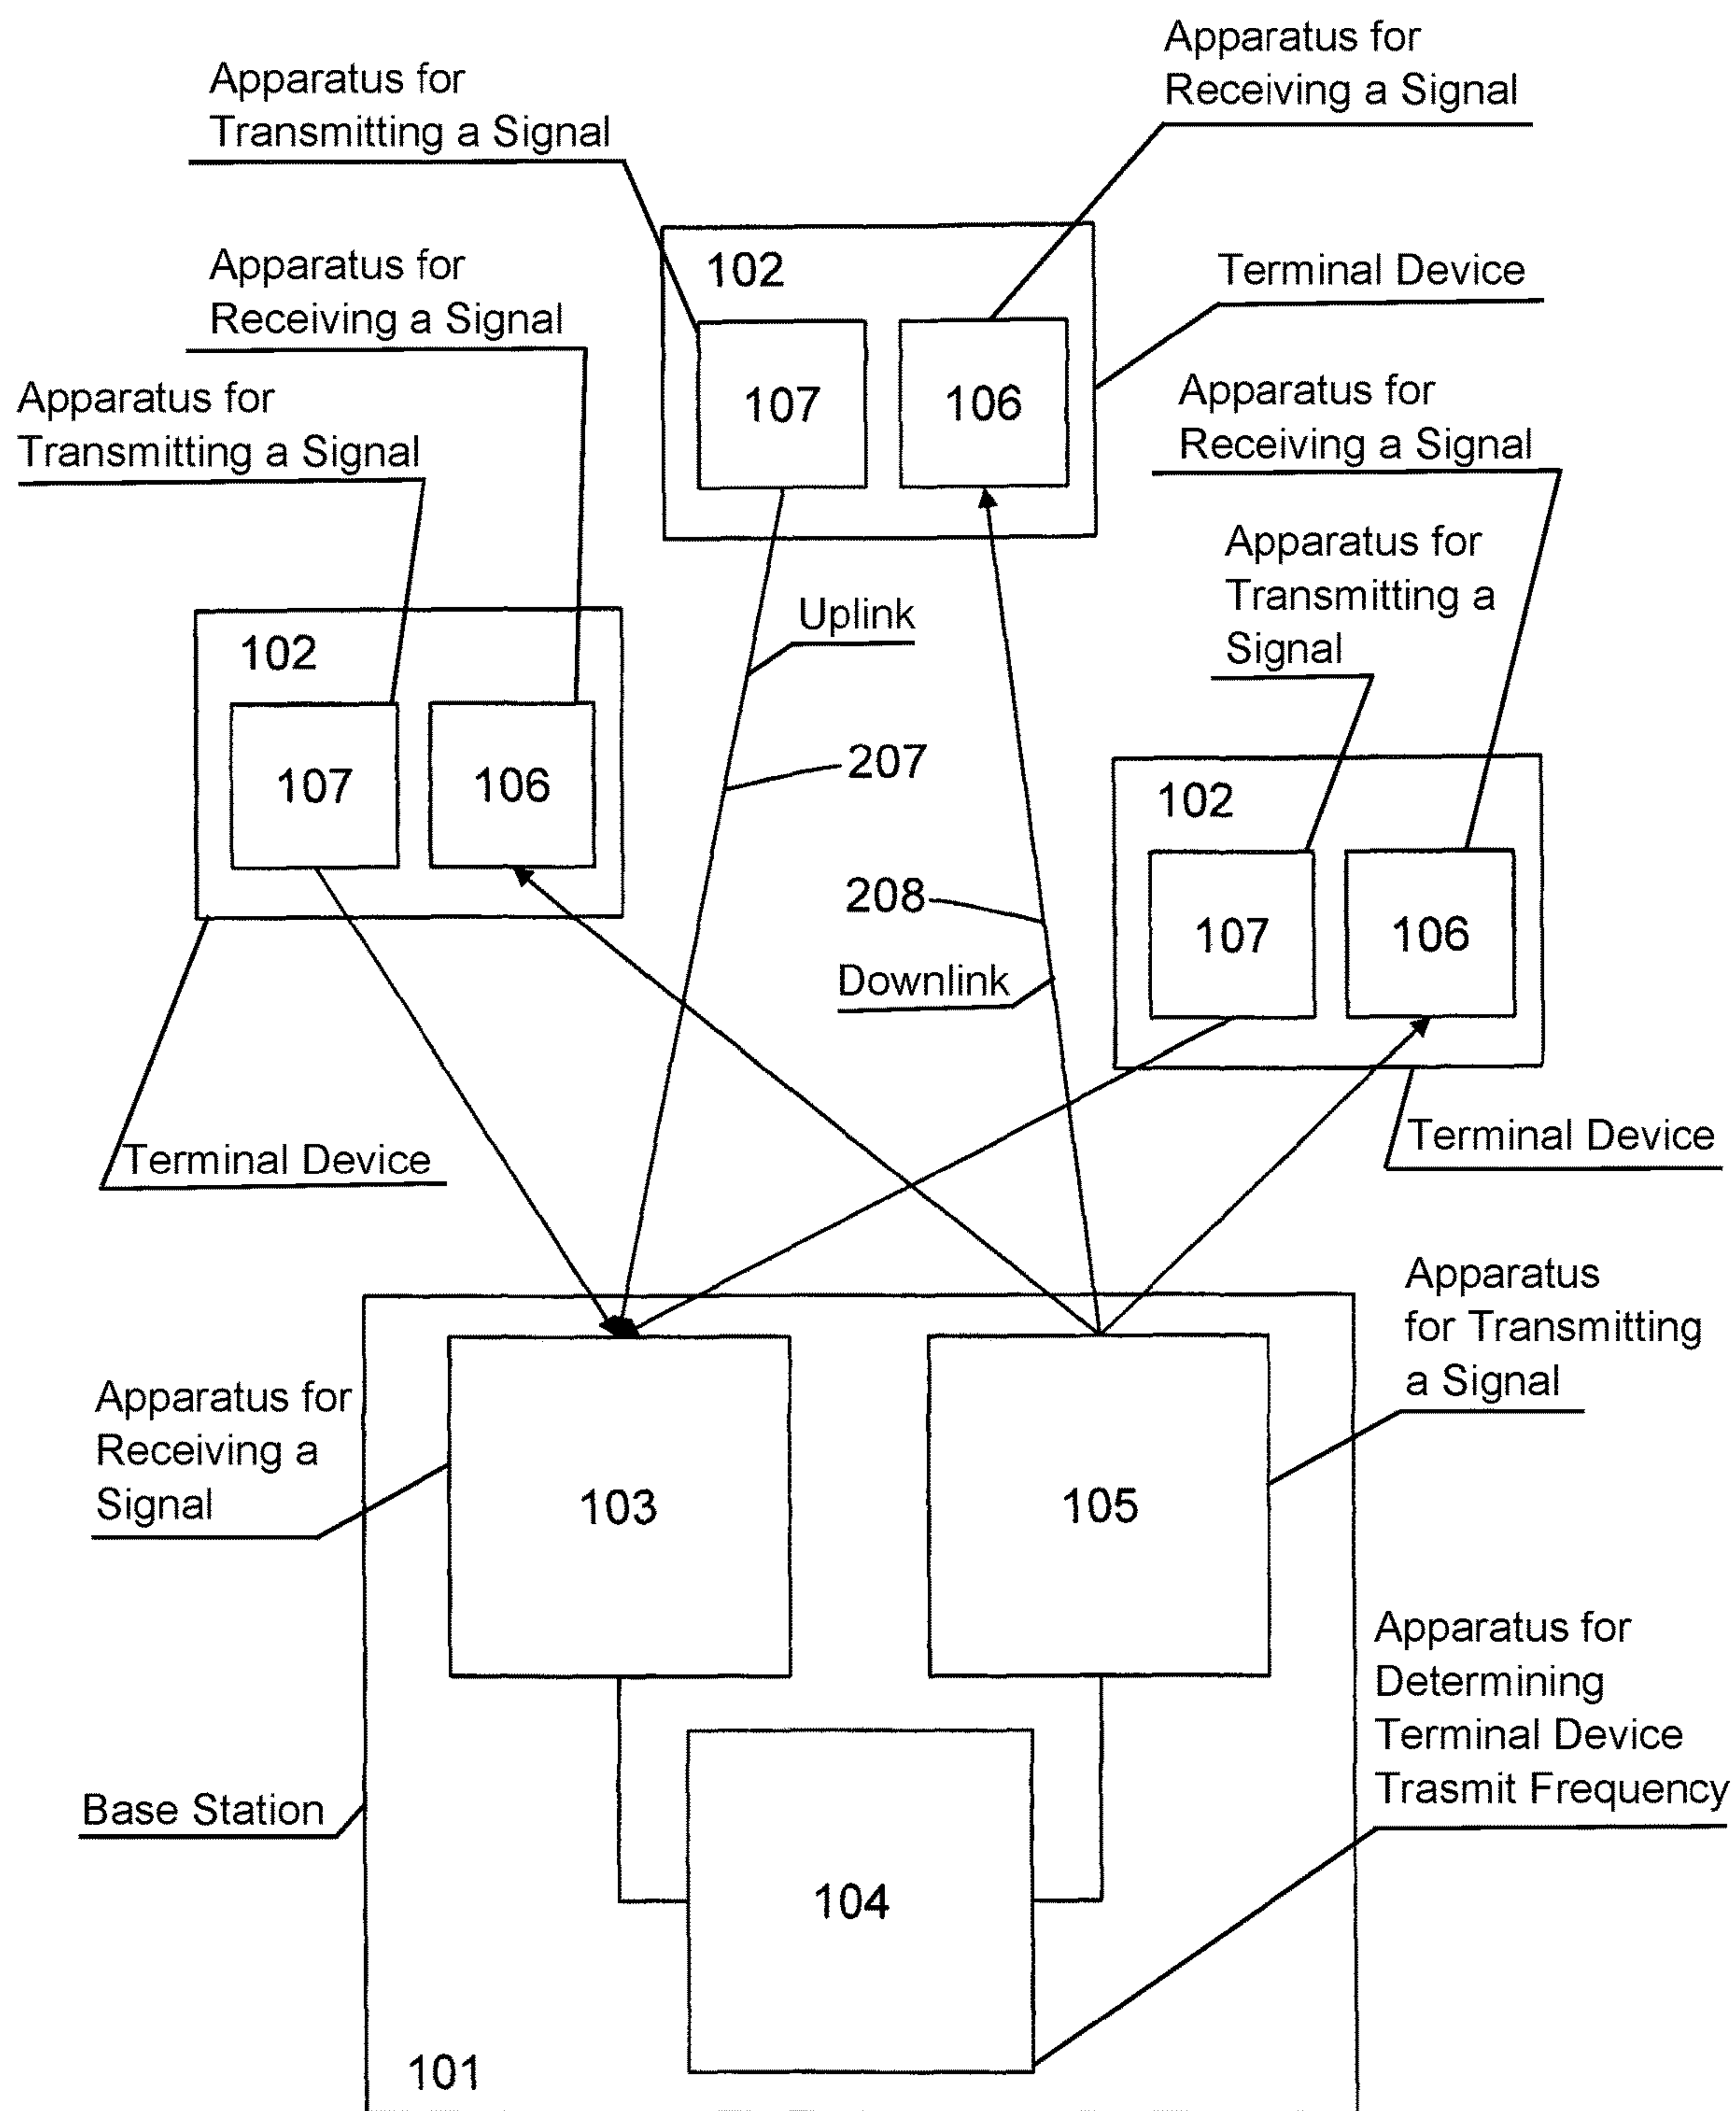 Apparatus for
Receiving a Signal
Apparatus for
Transmitting a Signal
102
Terminal Device
Apparatus for
Receiving a Signal
107
106
Apparatus for
Transmitting a Signal
Apparatus for
Receiving a Signal
Apparatus for
Transmitting a
Signal
Uplink
102
207
107
106
102
208
107
106
Downlink
Terminal Device
Terminal Device
Apparatus
for Transmitting
a Signal
Apparatus for
Receiving a
Signal
103
105
Apparatus for
Determining
Terminal Device
Trasmit Frequency
Base Station
104
101